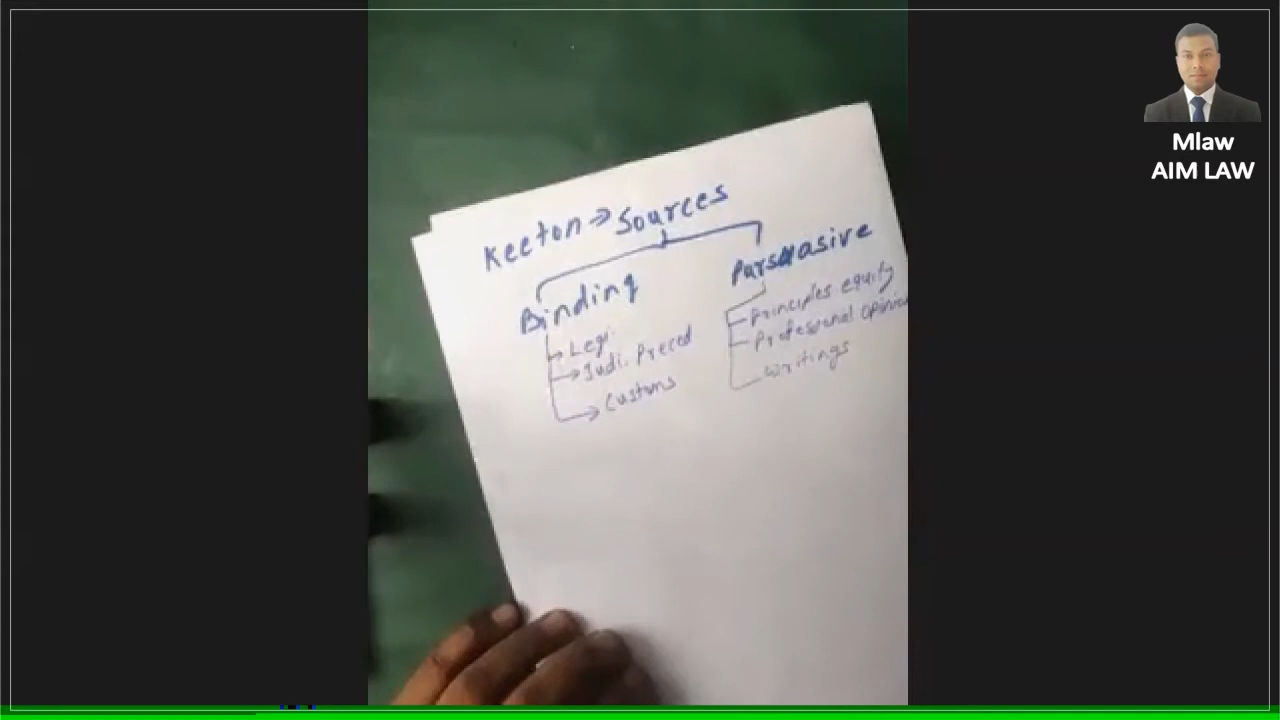 Keeton → Sources
Binding
Legi.
Judi. Preced
Customs
Persuasive
Principles equity
Professional opinion
Writings
Mlaw
AIM LAW